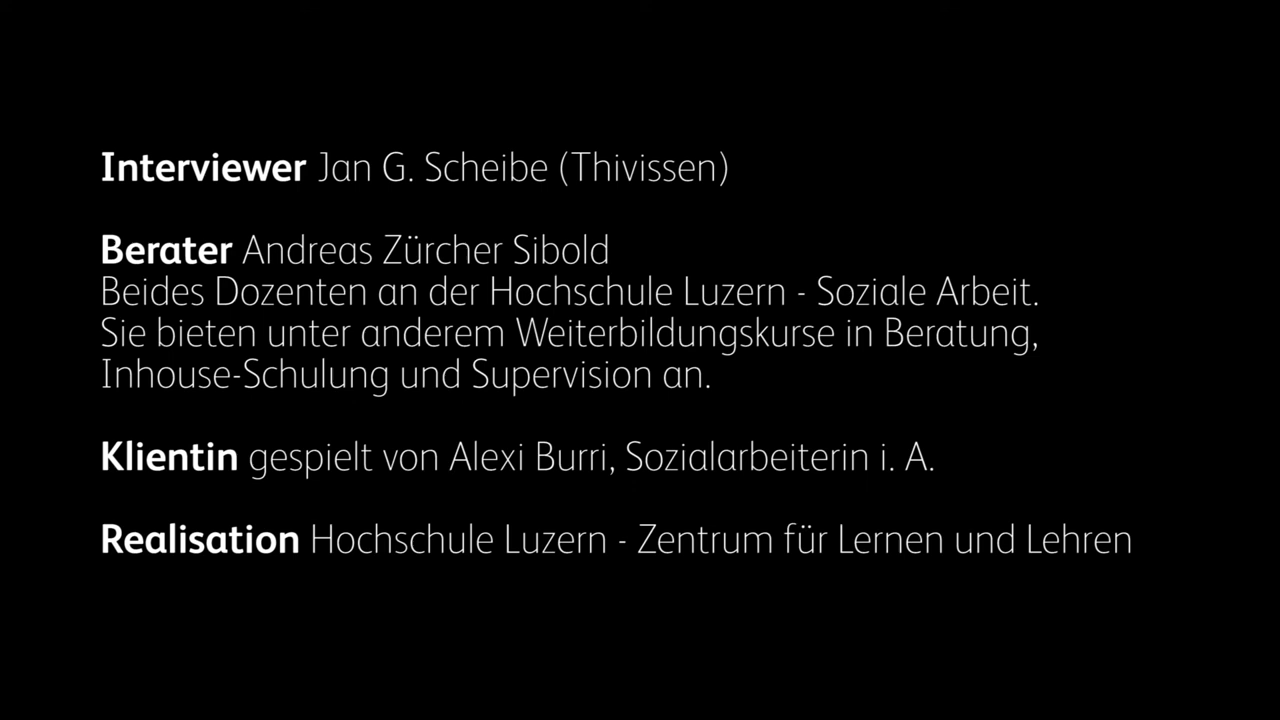 Interviewer Jan G. Scheibe (Thivissen)
Berater Andreas Zürcher Sibold
Beides Dozenten an der Hochschule Luzern - Soziale Arbeit.
Sie bieten unter anderem Weiterbildungskurse in Beratung,
Inhouse-Schulung und Supervision an.
Klientin gespielt von Alexi Burri, Sozialarbeiterin i. A.
Realisation Hochschule Luzern - Zentrum für Lernen und Lehren